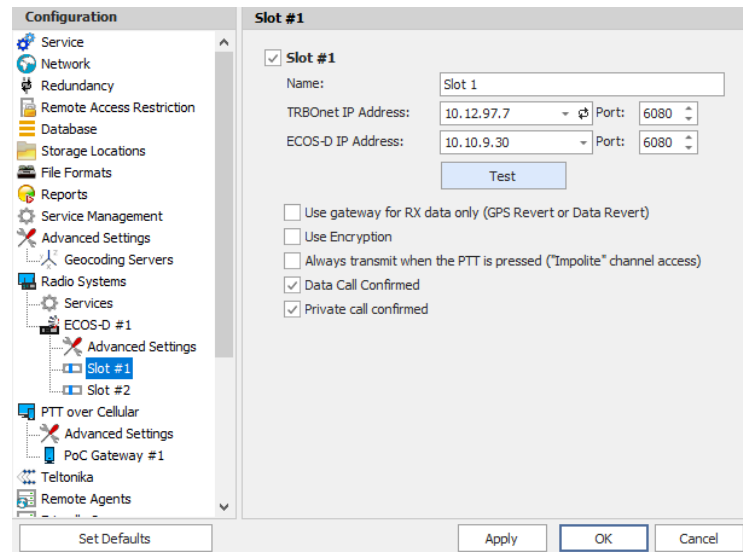 Configuration
Service
Network
Redundancy
Remote Access Restriction
Database
Storage Locations
File Formats
Reports
Service Management
Advanced Settings
Geocoding Servers
Radio Systems
Services
ECOS-D #1
Advanced Settings
Slot #1
Slot #2
PTT over Cellular
Advanced Settings
PoC Gateway #1
Teltonika
Remote Agents
Set Defaults
Slot #1
Slot #1
Name: Slot 1
TRBOnet IP Address: 10.12.97.7 Port: 6080
ECOS-D IP Address: 10.10.9.30 Port: 6080
Test
Use gateway for RX data only (GPS Revert or Data Revert)
Use Encryption
Always transmit when the PTT is pressed ("Impolite" channel access)
Data Call Confirmed
Private call confirmed
Apply OK Cancel